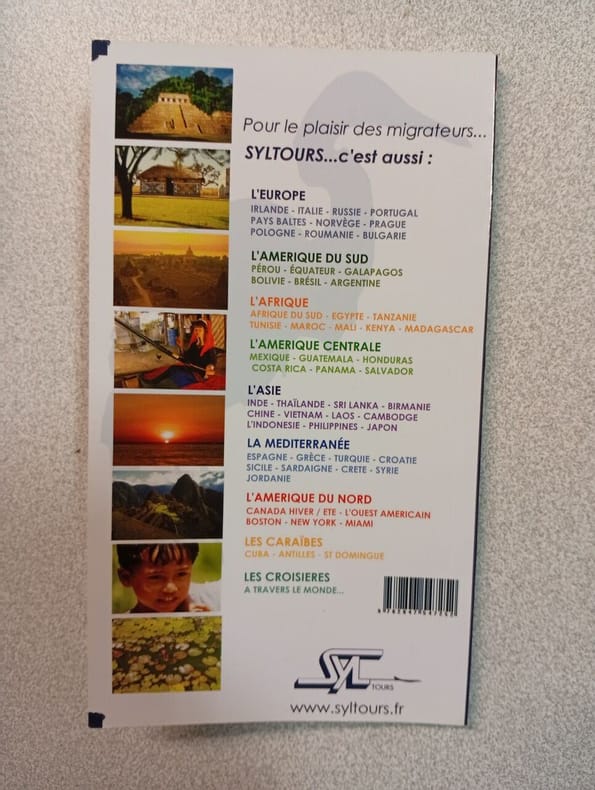 Pour le plaisir des migrateurs...
SYLTOURS...c'est aussi :
L'EUROPE
IRLANDE - ITALIE - RUSSIE - PORTUGAL
PAYS BALTES - NORVÈGE - PRAGUE
POLOGNE - ROUMANIE - BULGARIE
L'AMERIQUE DU SUD
PÉROU - ÉQUATEUR - GALAPAGOS
BOLIVIE - BRÉSIL - ARGENTINE
L'AFRIQUE
AFRIQUE DU SUD - EGYPTE - TANZANIE
TUNISIE - MAROC - MALI - KENYA - MADAGASCAR
L'AMERIQUE CENTRALE
MEXIQUE - GUATEMALA - HONDURAS
COSTA RICA - PANAMA - SALVADOR
L'ASIE
INDE - THAÏLANDE - SRI LANKA - BIRMANIE
CHINE - VIETNAM - LAOS - CAMBODGE
L'INDONESIE - PHILIPPINES - JAPON
LA MEDITERRANÉE
ESPAGNE - GRÈCE - TURQUIE - CROATIE
SICILE - SARDAIGNE - CRETE - SYRIE
JORDANIE
L'AMERIQUE DU NORD
CANADA HIVER / ETE - L'OUEST AMERICAIN
BOSTON - NEW YORK - MIAMI
LES CARAÏBES
CUBA - ANTILLES - ST DOMINGUE
LES CROISIERES
A TRAVERS LE MONDE...
SYL
TOURS
www.syltours.fr